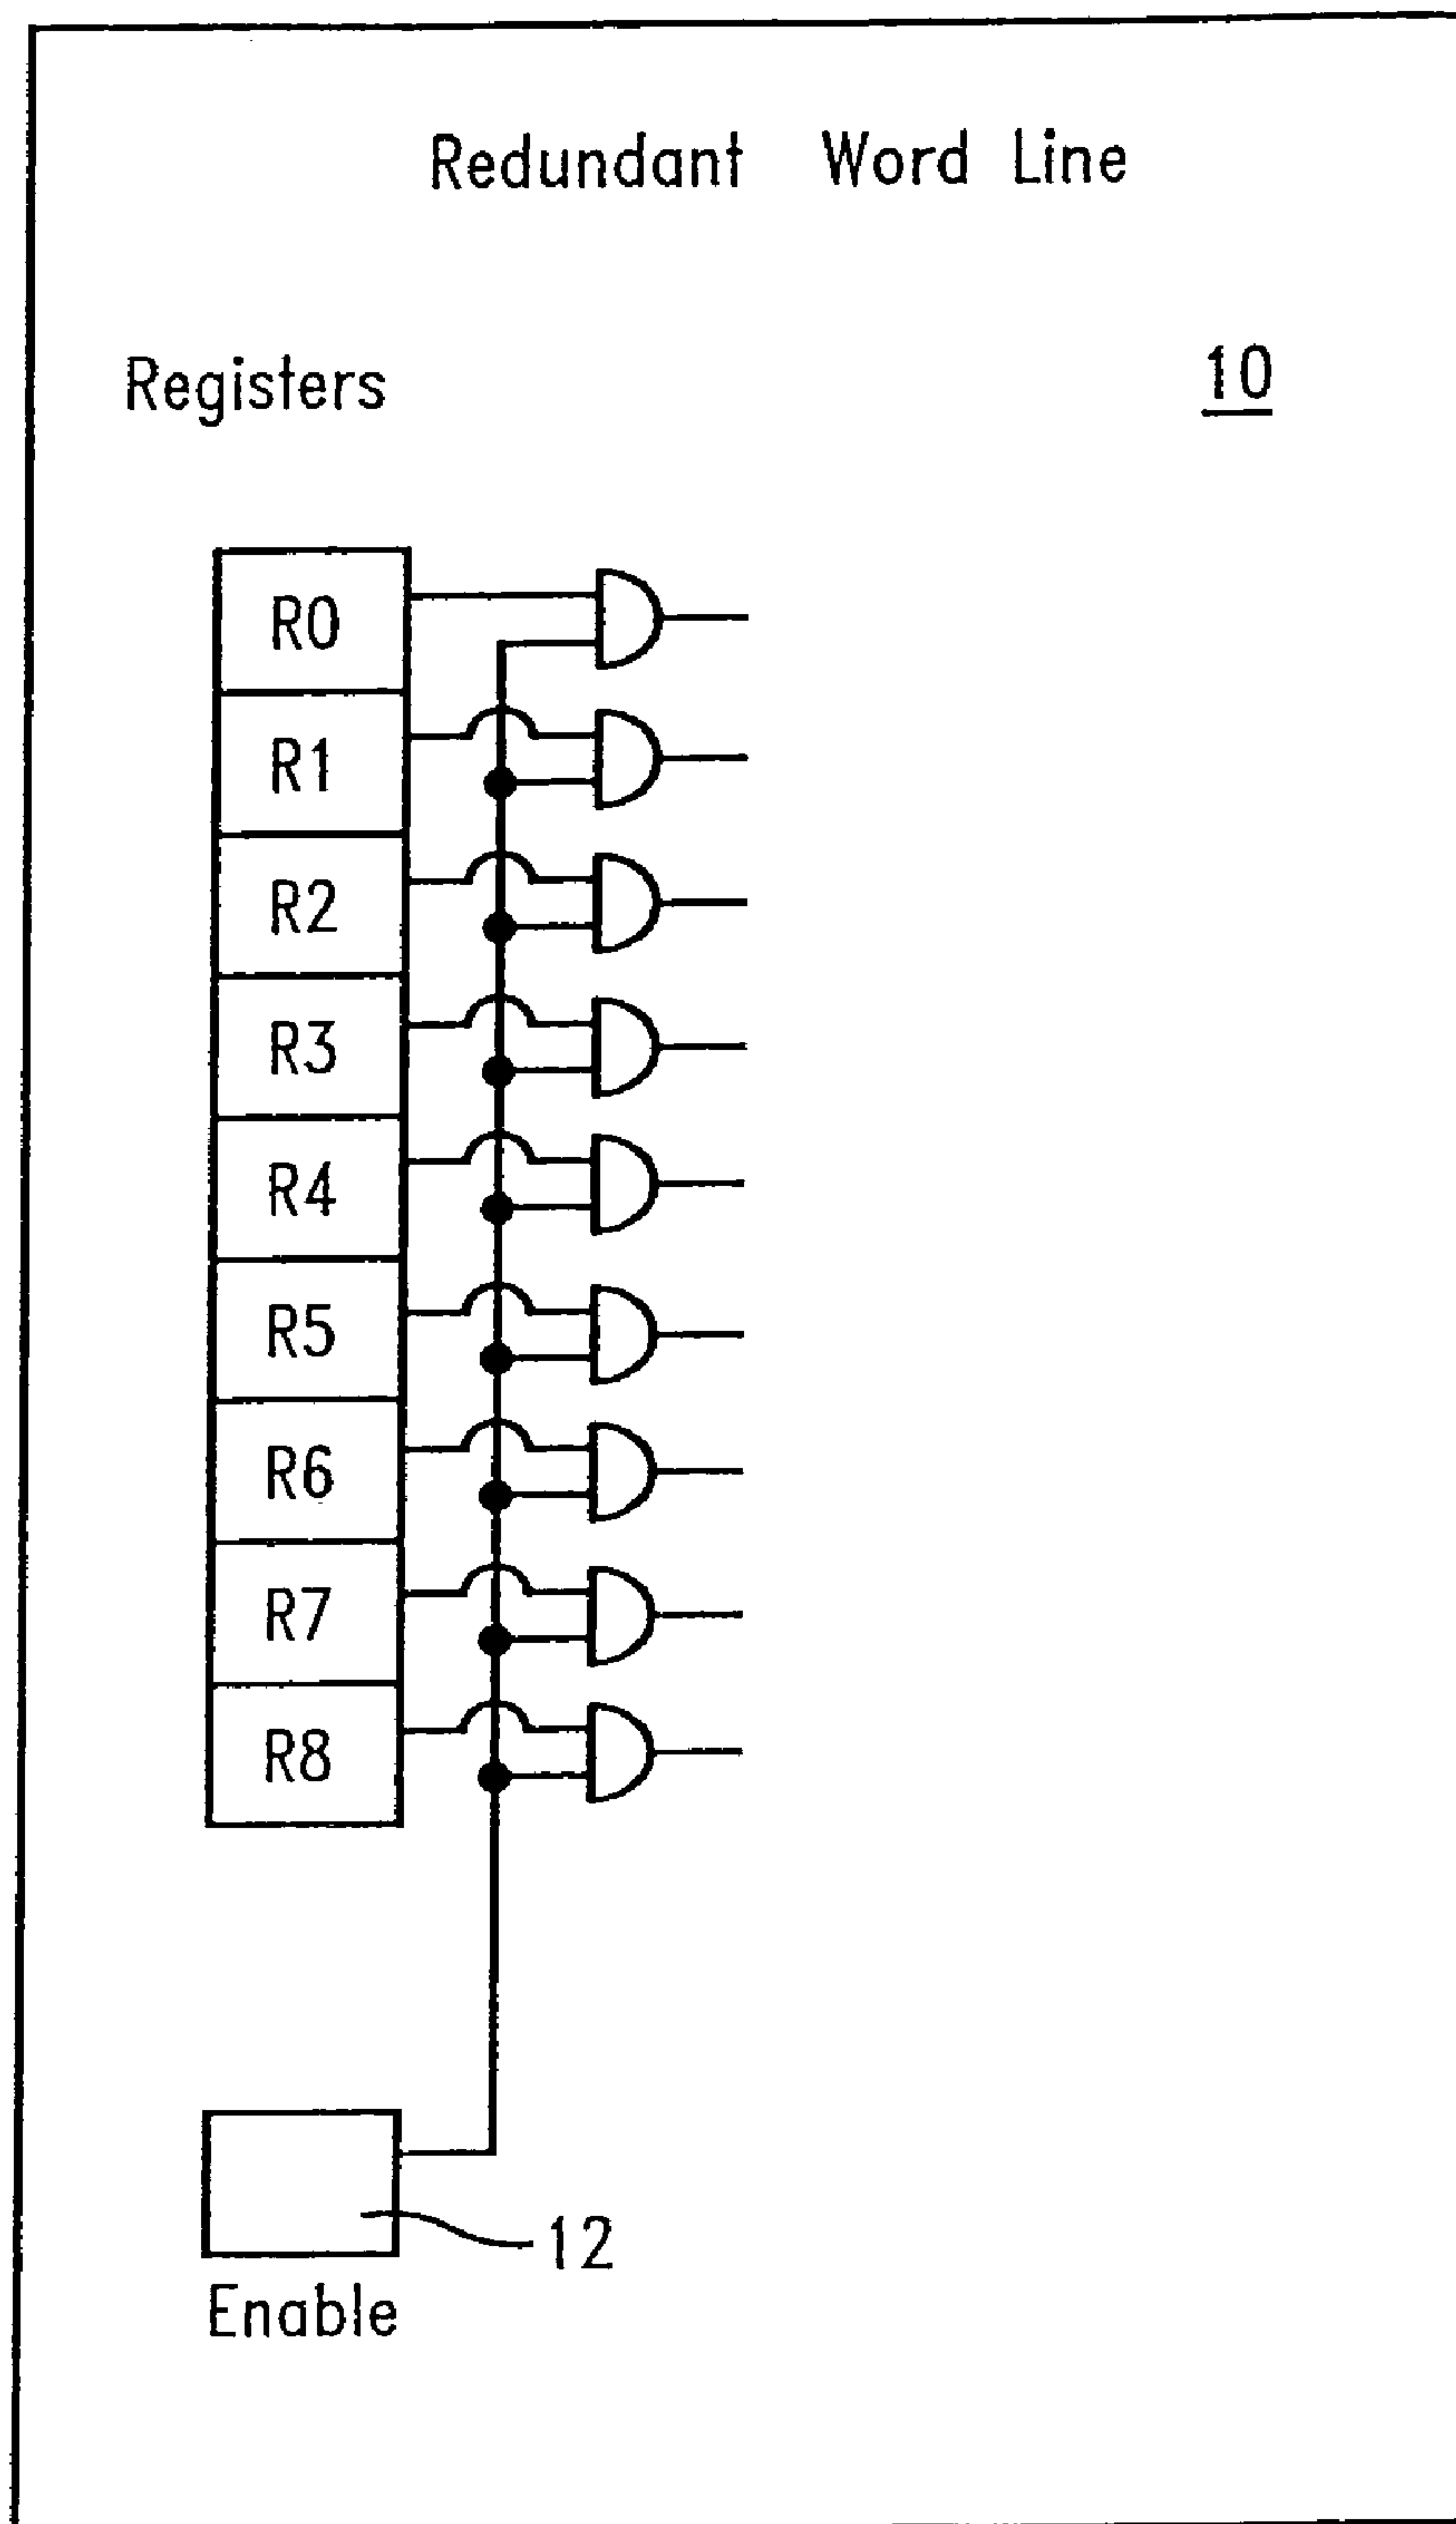 Redundant Word Line
Registers
10
R0
R1
R2
R3
R4
R5
R6
R7
R8
12
Enable